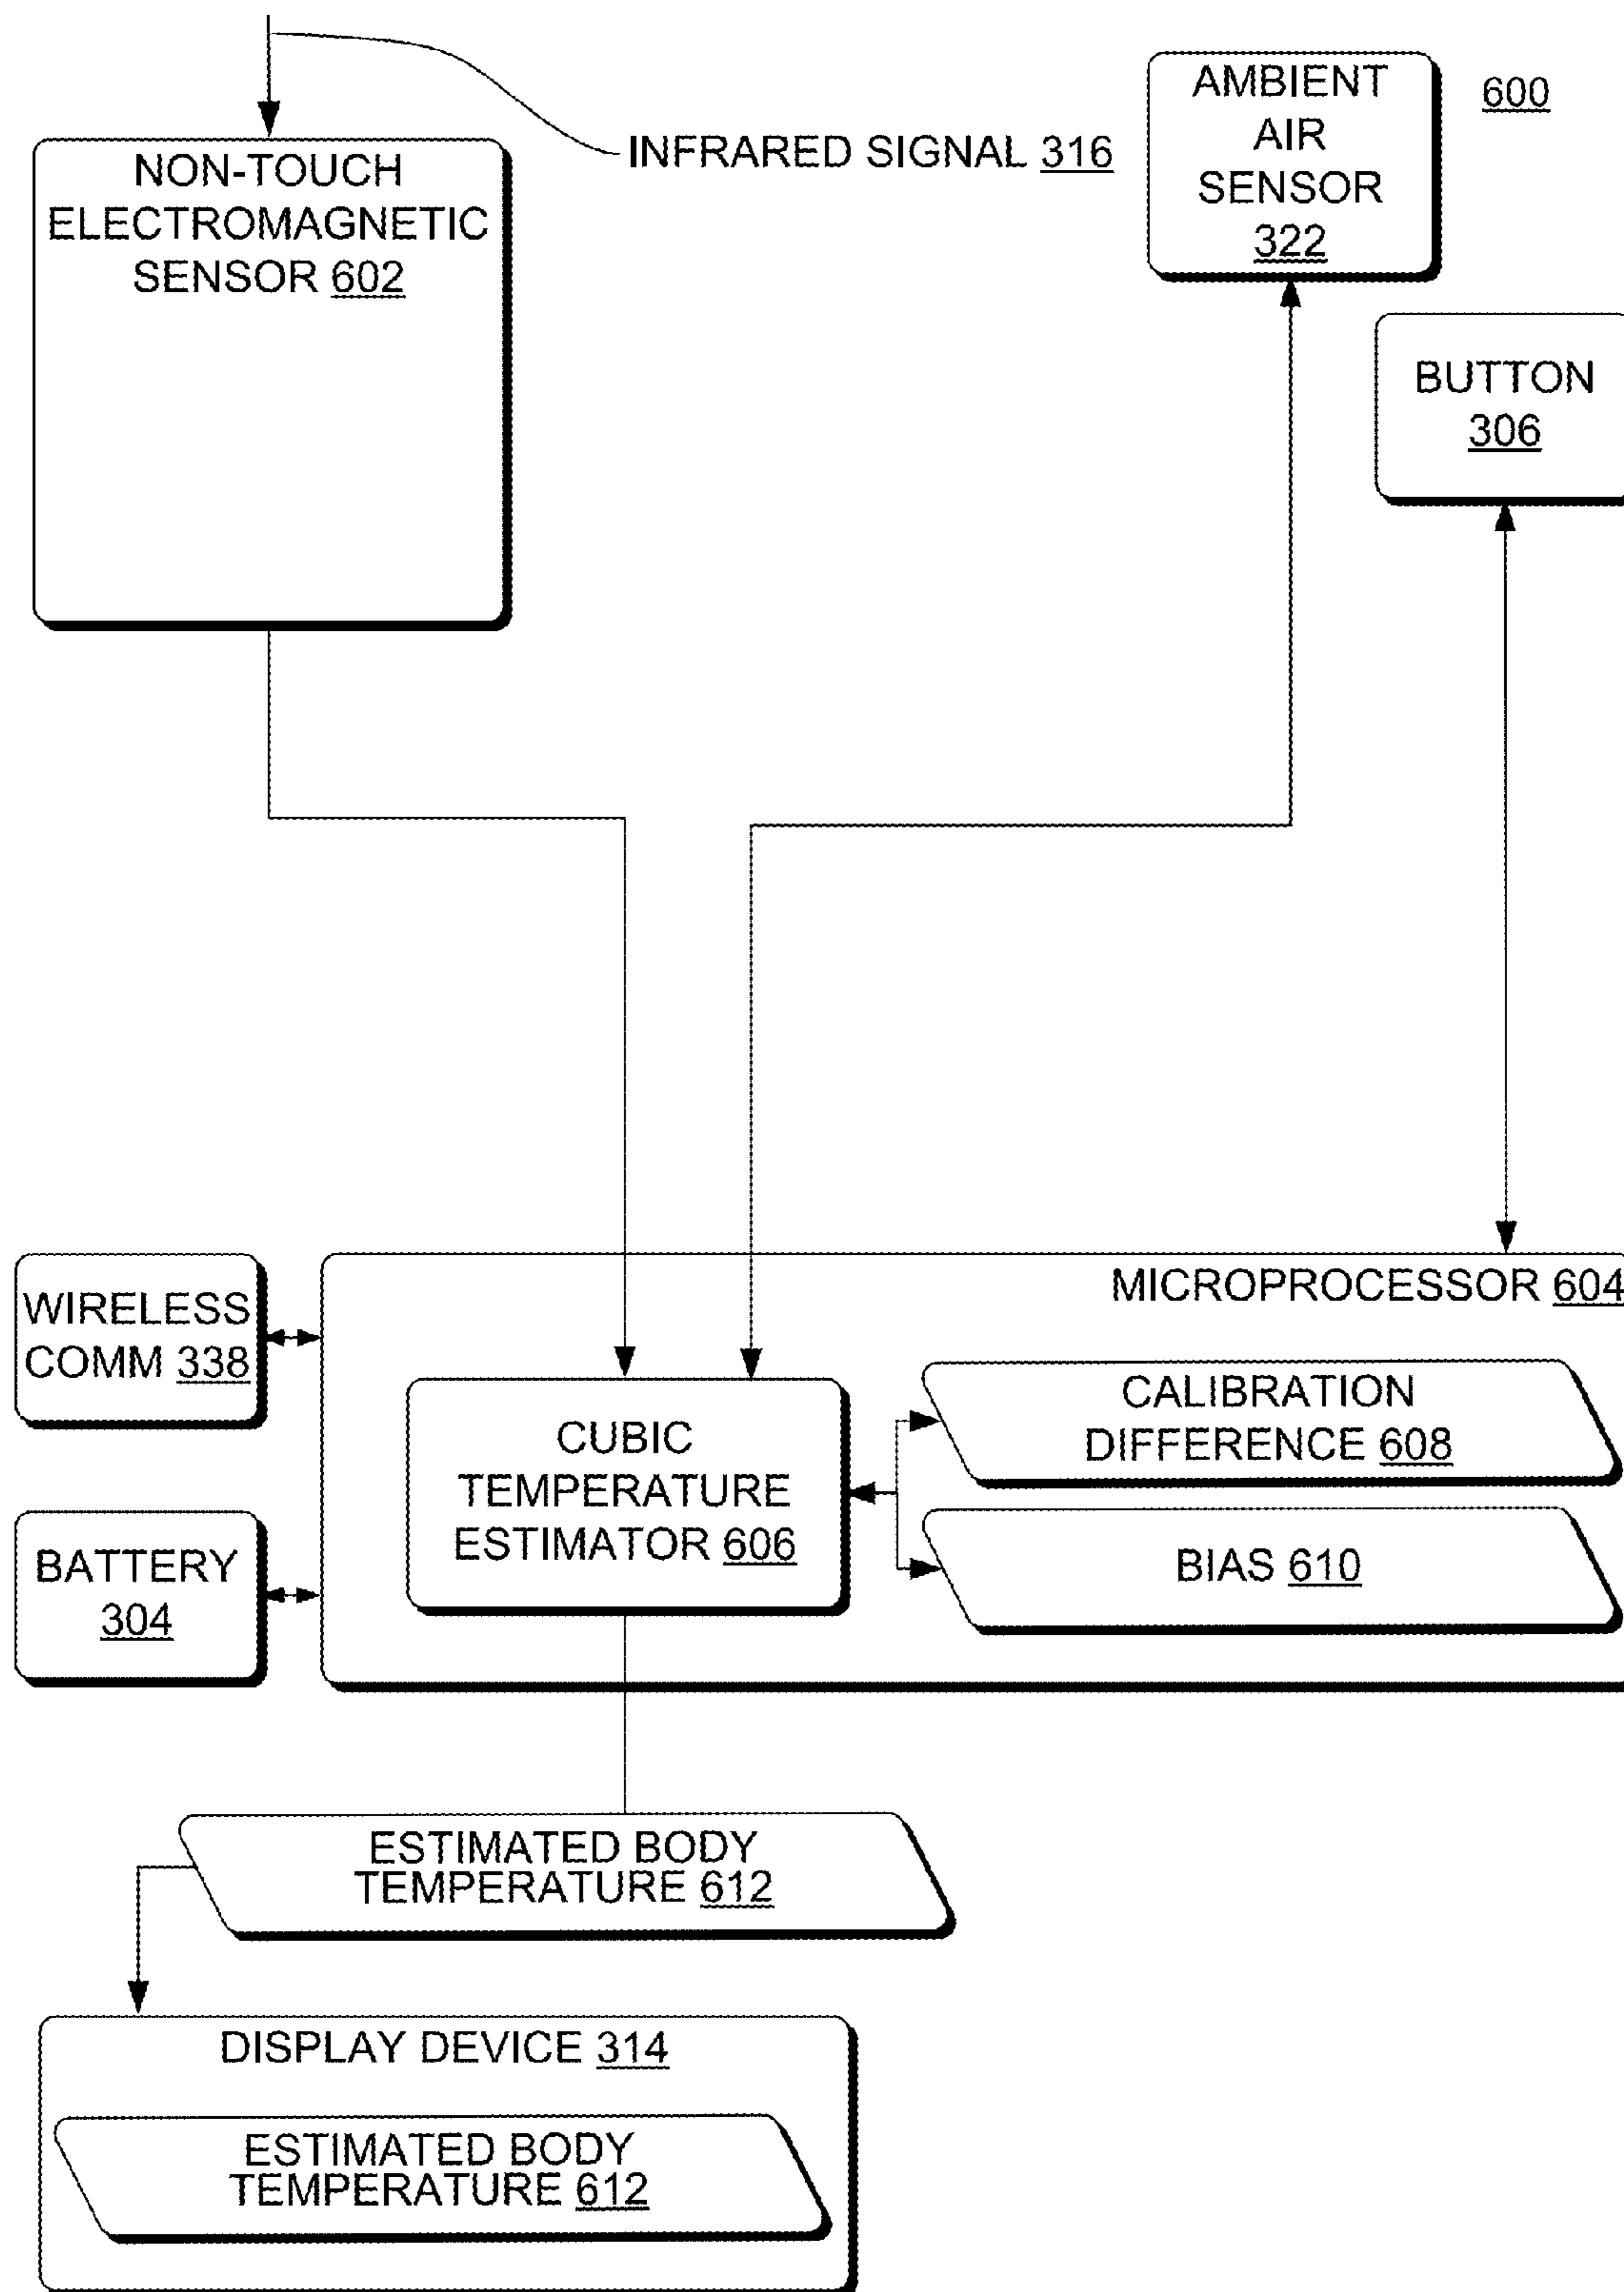 INFRARED SIGNAL 316
NON-TOUCH
ELECTROMAGNETIC
SENSOR 602
AMBIENT
AIR
SENSOR
322
600
BUTTON
306
MICROPROCESSOR 604
WIRELESS
COMM 338
BATTERY
304
CUBIC
TEMPERATURE
ESTIMATOR 606
CALIBRATION
DIFFERENCE 608
BIAS 610
ESTIMATED BODY
TEMPERATURE 612
DISPLAY DEVICE 314
ESTIMATED BODY
TEMPERATURE 612